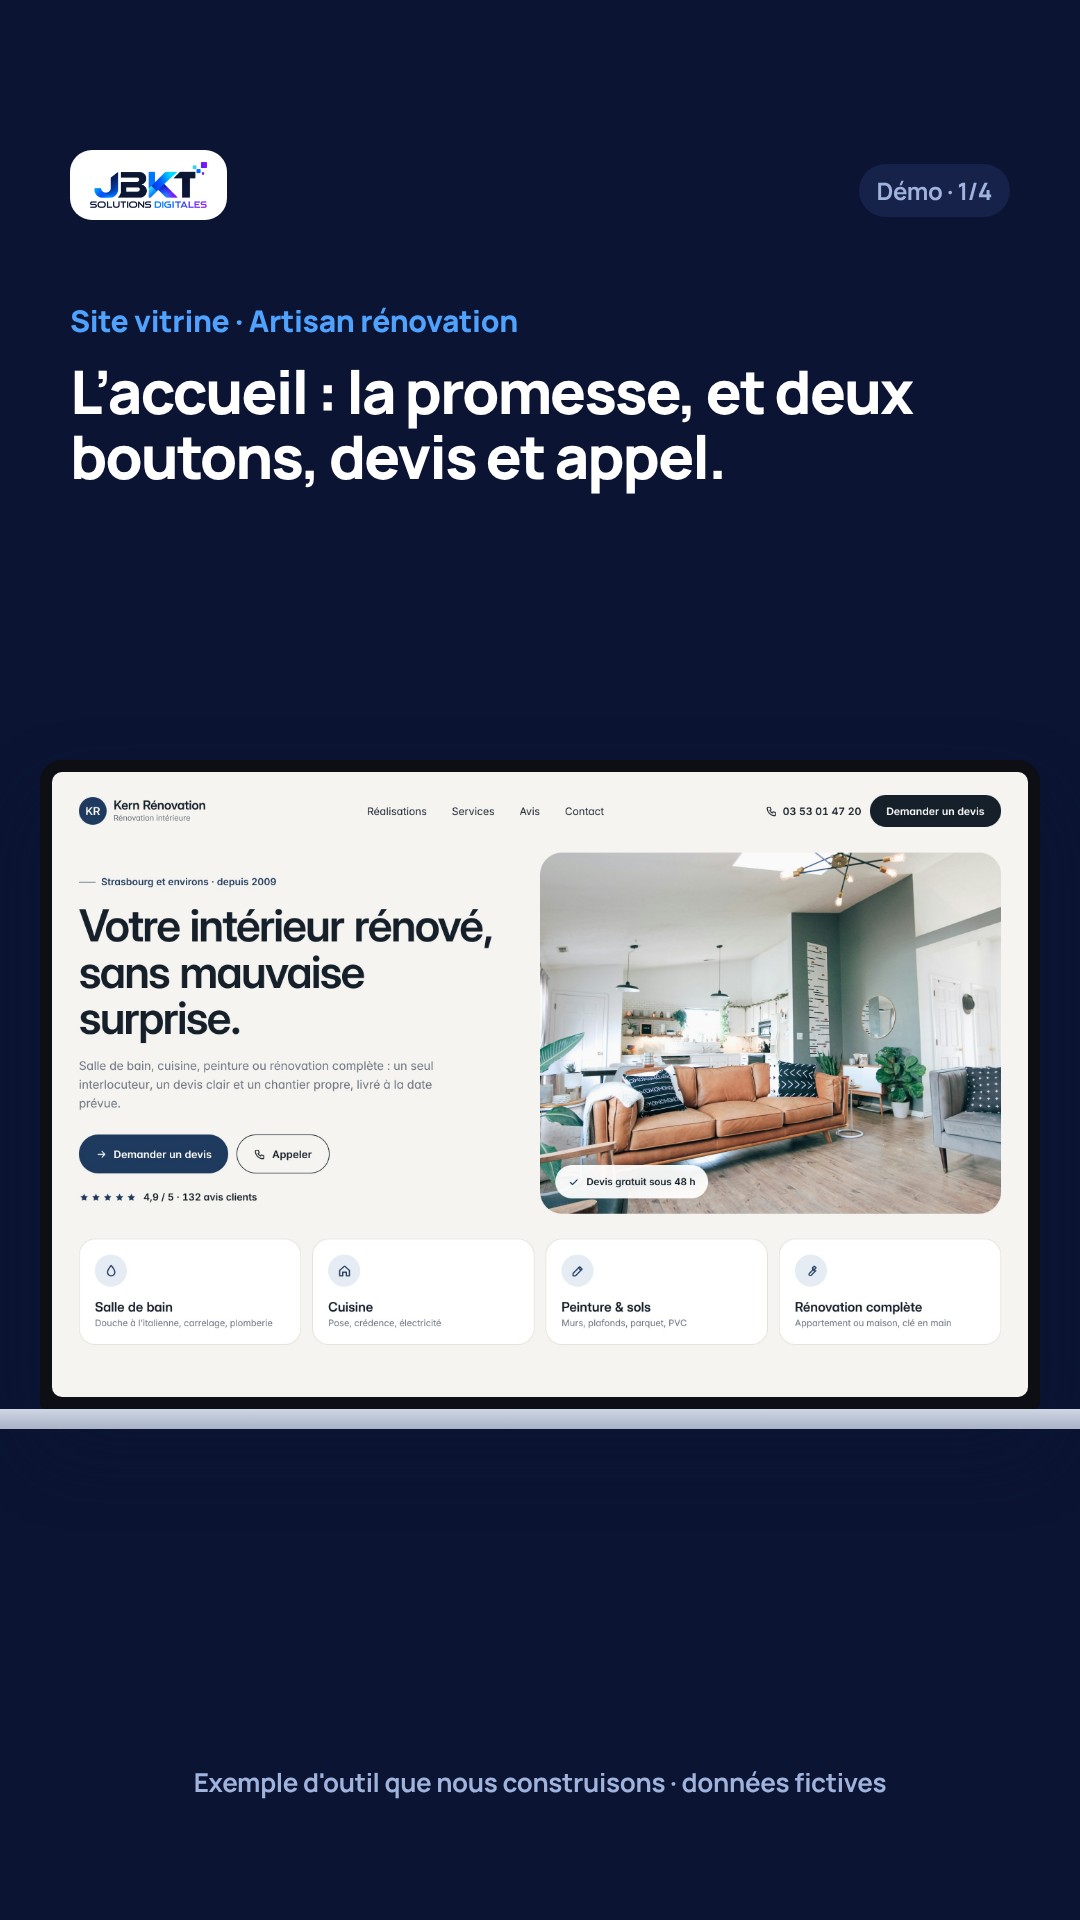 JBKT
SOLUTIONS DIGITALES
Démo · 1/4
Site vitrine · Artisan rénovation
L’accueil : la promesse, et deux
boutons, devis et appel.
KR
Kern Rénovation
Rénovation intérieure
Réalisations
Services
Avis
Contact
03 53 01 47 20
Demander un devis
Strasbourg et environs · depuis 2009
Votre intérieur rénové,
sans mauvaise
surprise.
Salle de bain, cuisine, peinture ou rénovation complète : un seul
interlocuteur, un devis clair et un chantier propre, livré à la date
prévue.
→ Demander un devis
Appeler
★ ★ ★ ★ ★ 4,9 / 5 · 132 avis clients
✓ Devis gratuit sous 48 h
Salle de bain
Douche à l'italienne, carrelage, plomberie
Cuisine
Pose, crédence, électricité
Peinture & sols
Murs, plafonds, parquet, PVC
Rénovation complète
Appartement ou maison, clé en main
Exemple d'outil que nous construisons · données fictives